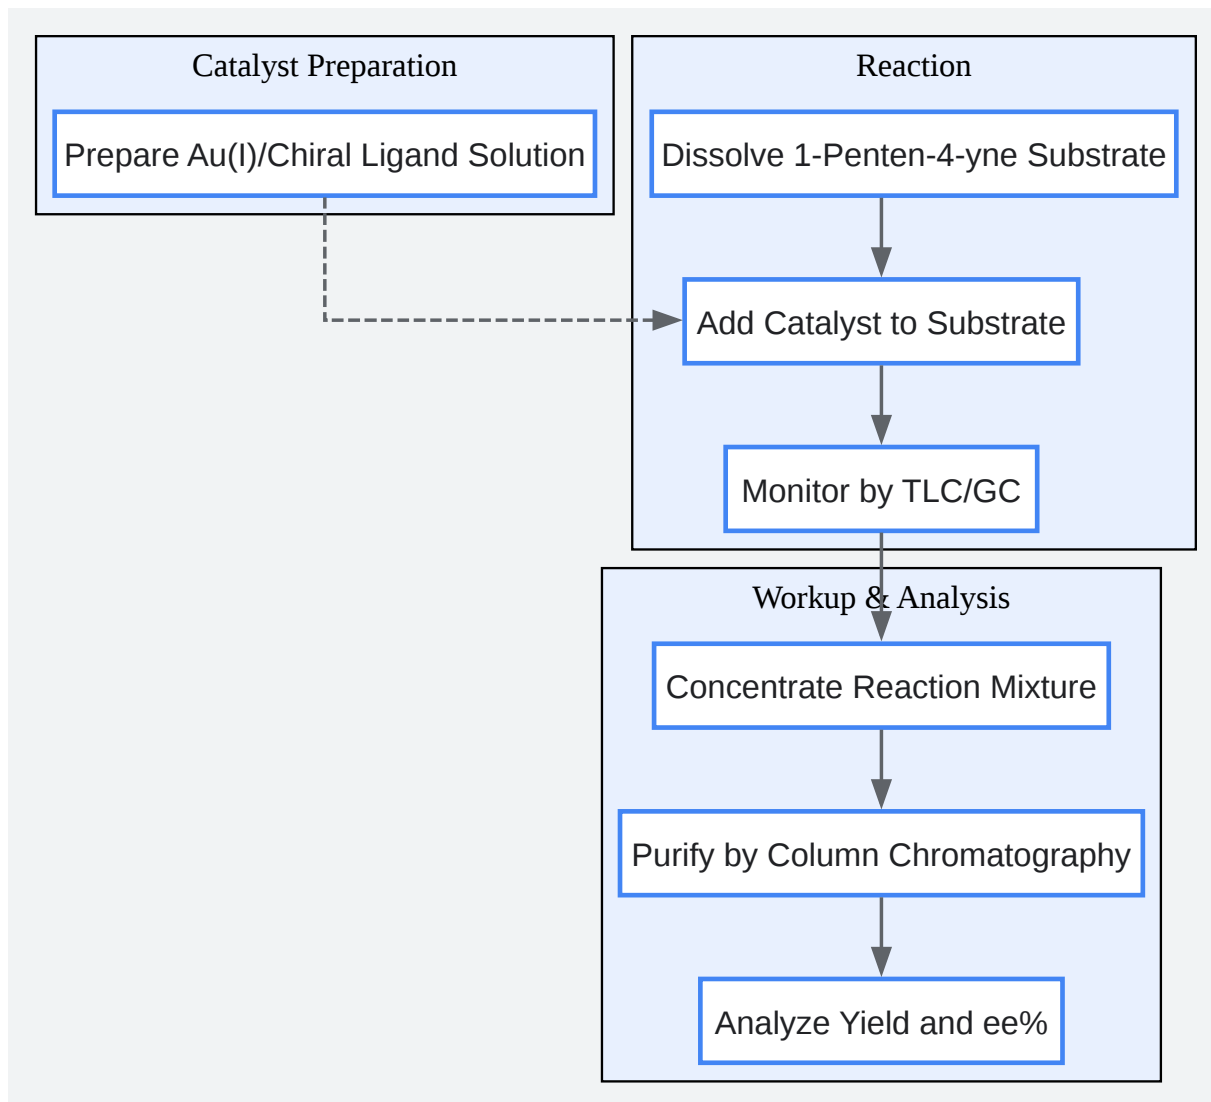 Catalyst Preparation
Prepare Au(I)/Chiral Ligand Solution
Reaction
Dissolve 1-Penten-4-yne Substrate
Add Catalyst to Substrate
Monitor by TLC/GC
Workup & Analysis
Concentrate Reaction Mixture
Purify by Column Chromatography
Analyze Yield and ee%